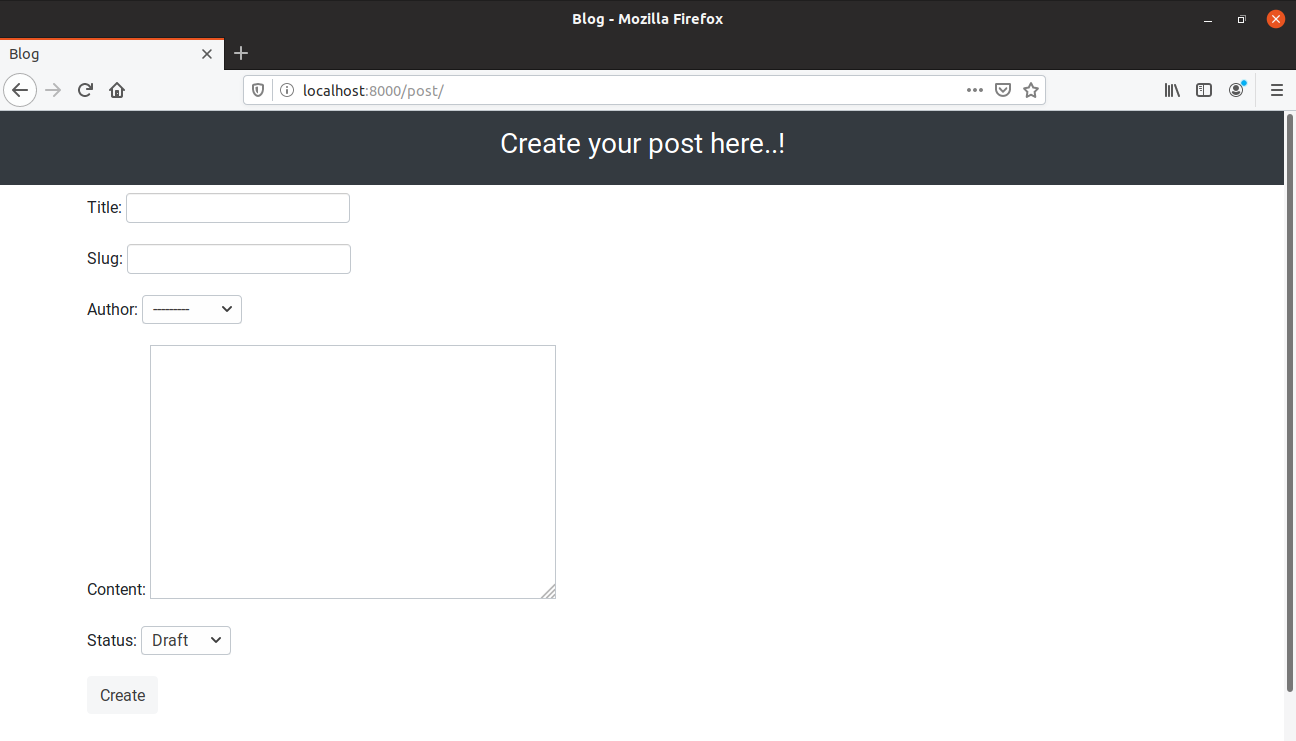 Blog - Mozilla Firefox
Blog
localhost:8000/post/
Create your post here..!
Title:
Slug:
Author: ---------
Content:
Status: Draft
Create